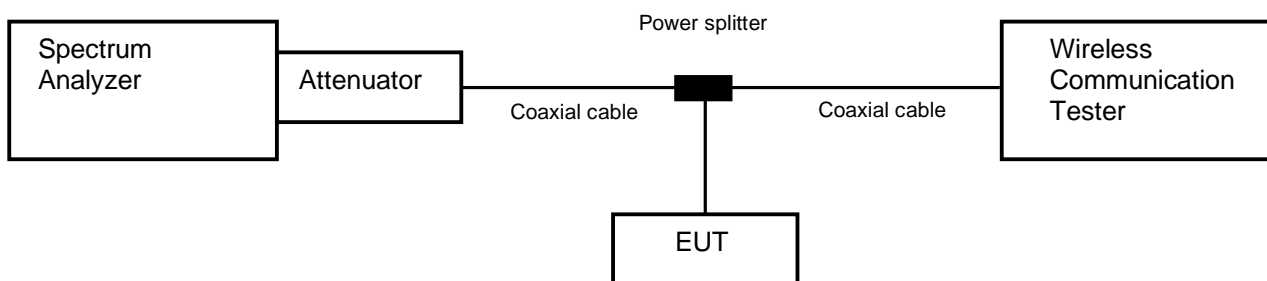 Power splitter
Spectrum
Analyzer
Attenuator
Wireless
Communication
Tester
Coaxial cable
Coaxial cable
EUT